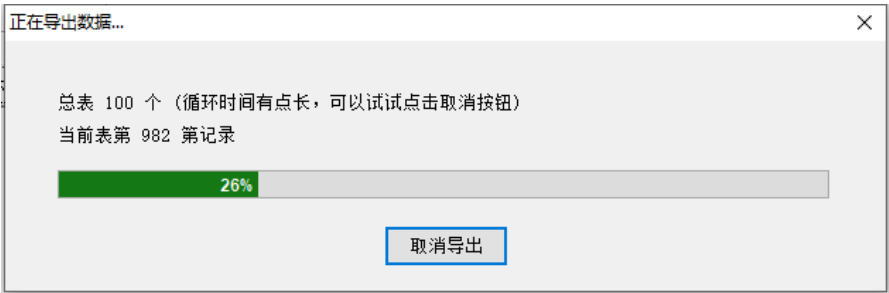 正在导出数据...
总表 100 个 (循环时间有点长，可以试试点击取消按钮)
当前表第 982 第记录
26%
取消导出